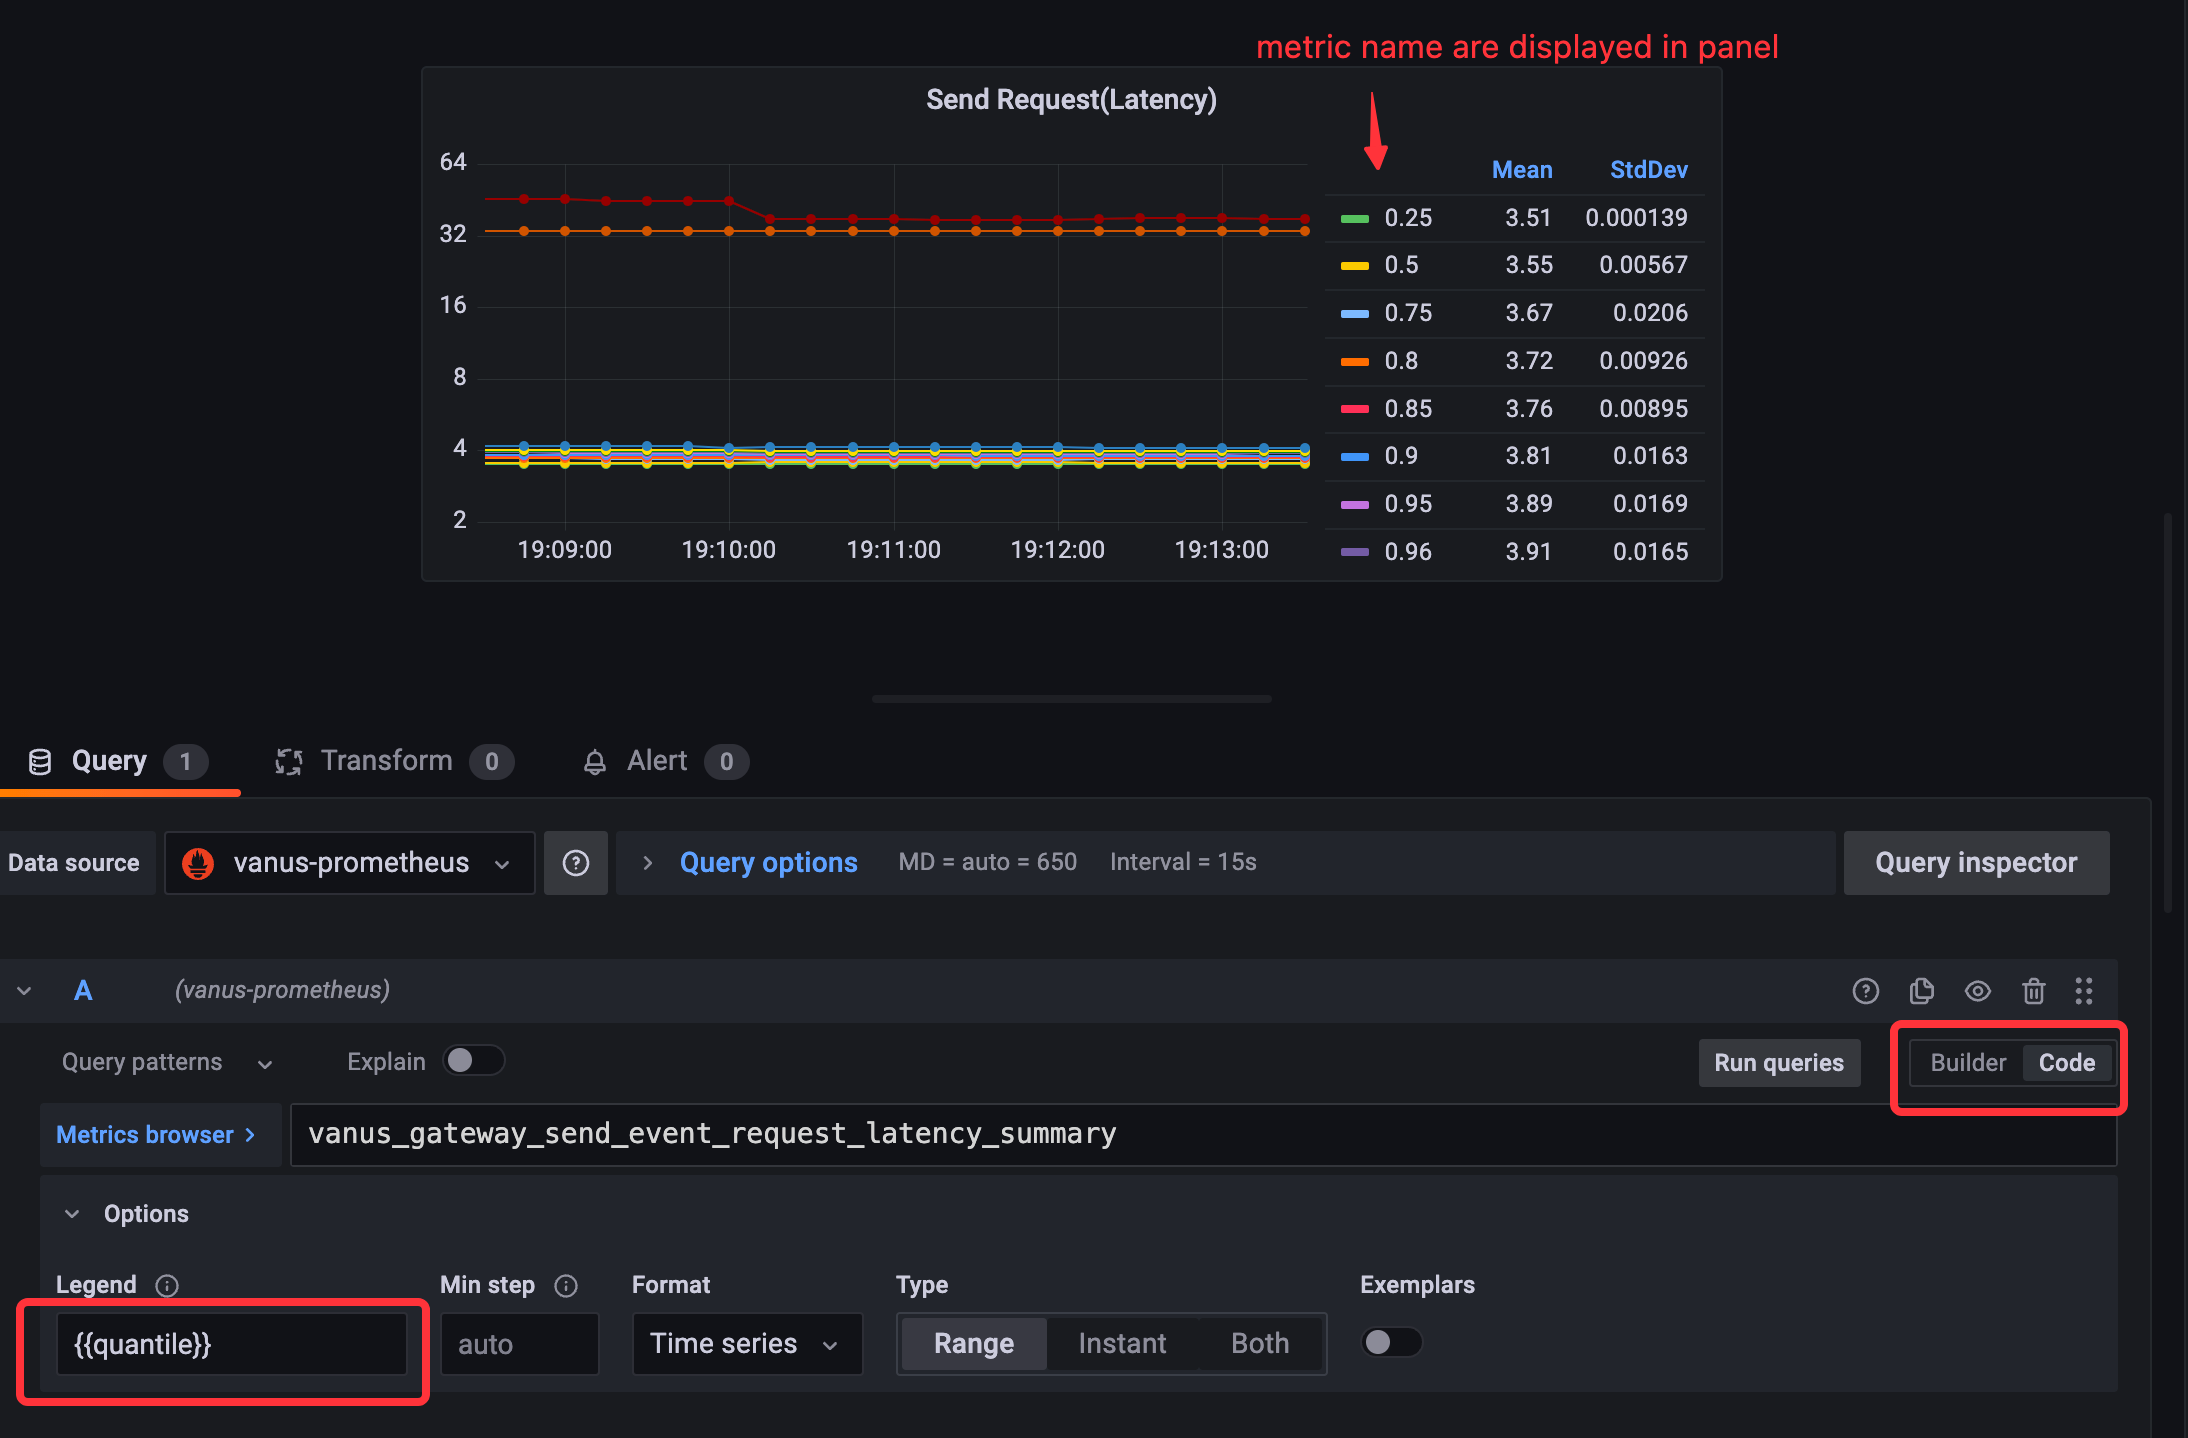 metric name are displayed in panel
Send Request(Latency)
64
32
16
8
4
2
19:09:00 19:10:00 19:11:00 19:12:00 19:13:00
Mean StdDev
0.25 3.51 0.000139
0.5 3.55 0.00567
0.75 3.67 0.0206
0.8 3.72 0.00926
0.85 3.76 0.00895
0.9 3.81 0.0163
0.95 3.89 0.0169
0.96 3.91 0.0165
Query 1 Transform 0 Alert 0
Data source vanus-prometheus Query options MD = auto = 650 Interval = 15s Query inspector
A (vanus-prometheus)
Query patterns Explain Run queries Builder Code
Metrics browser > vanus_gateway_send_event_request_latency_summary
Options
Legend Min step Format Type Exemplars
{{quantile}} auto Time series Range Instant Both